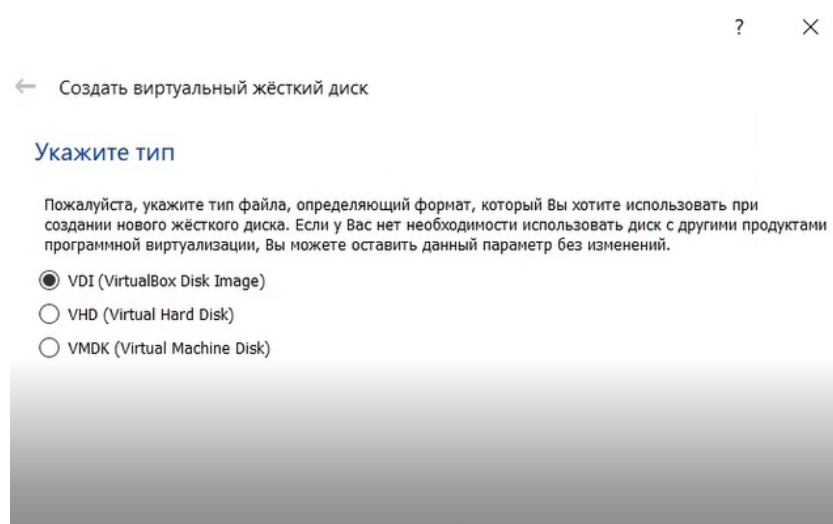 ?
Создать виртуальный жёсткий диск
Укажите тип
Пожалуйста, укажите тип файла, определяющий формат, который Вы хотите использовать при
создании нового жёсткого диска. Если у Вас нет необходимости использовать диск с другими продуктами
программной виртуализации, Вы можете оставить данный параметр без изменений.
VDI (VirtualBox Disk Image)
VHD (Virtual Hard Disk)
VMDK (Virtual Machine Disk)